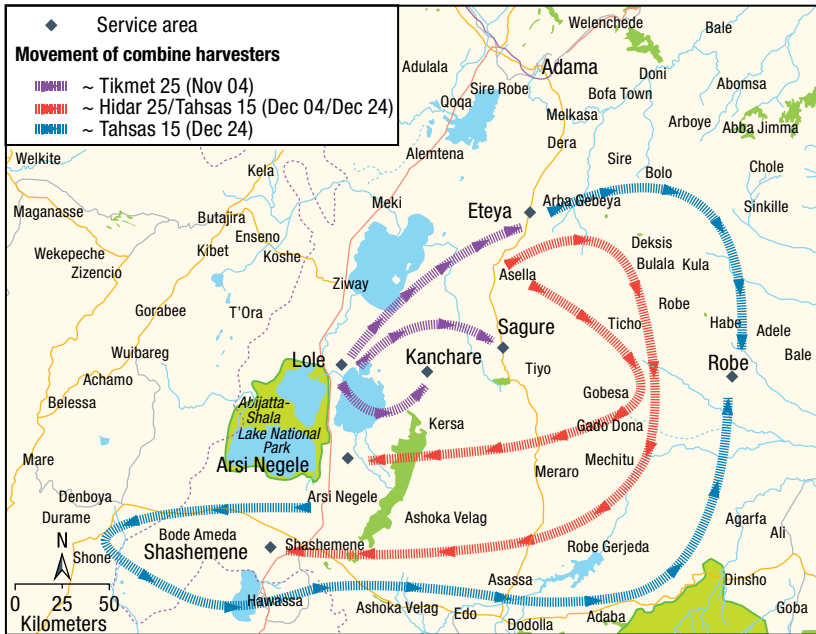 Service area
Movement of combine harvesters
~ Tikmet 25 (Nov 04)
~ Hidar 25/Tahsas 15 (Dec 04/Dec 24)
~ Tahsas 15 (Dec 24)
Welenchede
Bale
Adama
Adulala
Doni
Sire Robe
Abomsa
Qoqa
Bofa Town
Melkasa
Arboye
Abba Jimma
Dera
Alemtena
Welkite
Sire
Chole
Kela
Bolo
Maganasse
Meki
Eteya
Arba Gebeya
Sinkille
Butajira
Enseno
Wekepeche
Kibet
Koshe
Deksis
Zizencio
Bulala
Kula
Asella
Ziway
T'Ora
Robe
Gorabee
Ticho
Habe
Adele
Sagure
Wuibareg
Lole
Kanchare
Bale
Robe
Achamo
Tiyo
Belessa
Abijatta-
Shala
Lake National
Park
Gobesa
Kersa
Gado Dona
Mare
Arsi Negele
Meraro
Mechitu
Denboya
Arsi Negele
Durame
Ashoka Velag
Agarfa
Bode Ameda
Ali
N
Shone
Shashemene
Shashemene
Robe Gerjeda
Asassa
Dinsho
0 25 50
Kilometers
Hawassa
Ashoka Velag
Edo
Adaba
Goba
Dodolla